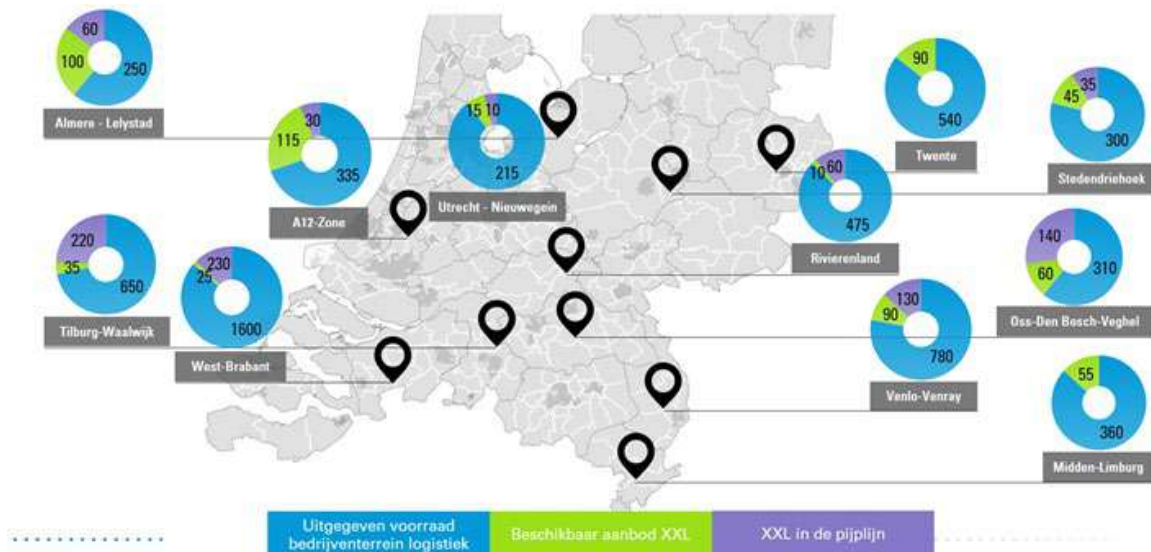 60
100
250
Almere - Lelystad
30
115
335
A12-Zone
15
10
215
Utrecht - Nieuwegein
90
540
Twente
35
45
300
Stedendriehoek
60
10
475
Rivierenland
220
35
650
Tilburg-Waalwijk
230
25
1600
West-Brabant
140
60
310
Oss-Den Bosch-Veghel
130
90
780
Venlo-Venray
55
360
Midden-Limburg
Uitgegeven voorraad
bedrijventerrein logistiek
Beschikbaar aanbod XXL
XXL in de pijplijn